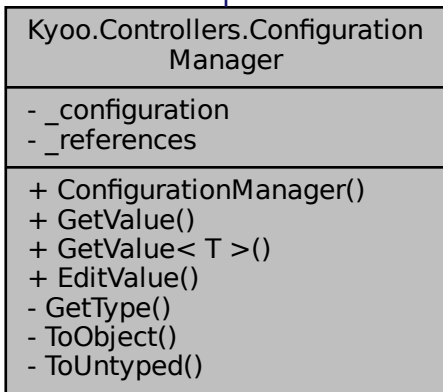 Kyoo.Controllers.Configuration
Manager
- _configuration
- _references
+ ConfigurationManager()
+ GetValue()
+ GetValue< T >()
+ EditValue()
- GetType()
- ToObject()
- ToUntyped()